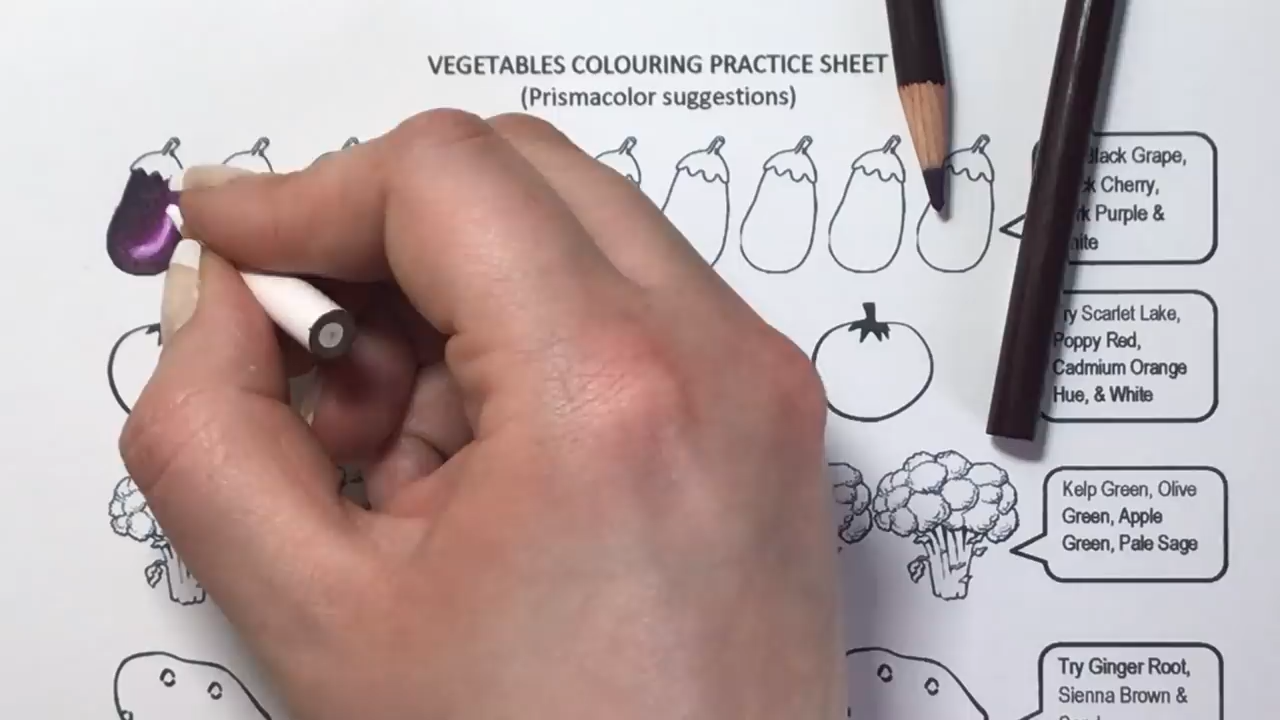 VEGETABLES COLOURING PRACTICE SHEET
(Prismacolor suggestions)
Grape,
Cherry,
Purple &
Scarlet Lake,
Poppy Red,
Cadmium Orange
Hue, & White
Kelp Green, Olive
Green, Apple
Green, Pale Sage
Try Ginger Root,
Sienna Brown &